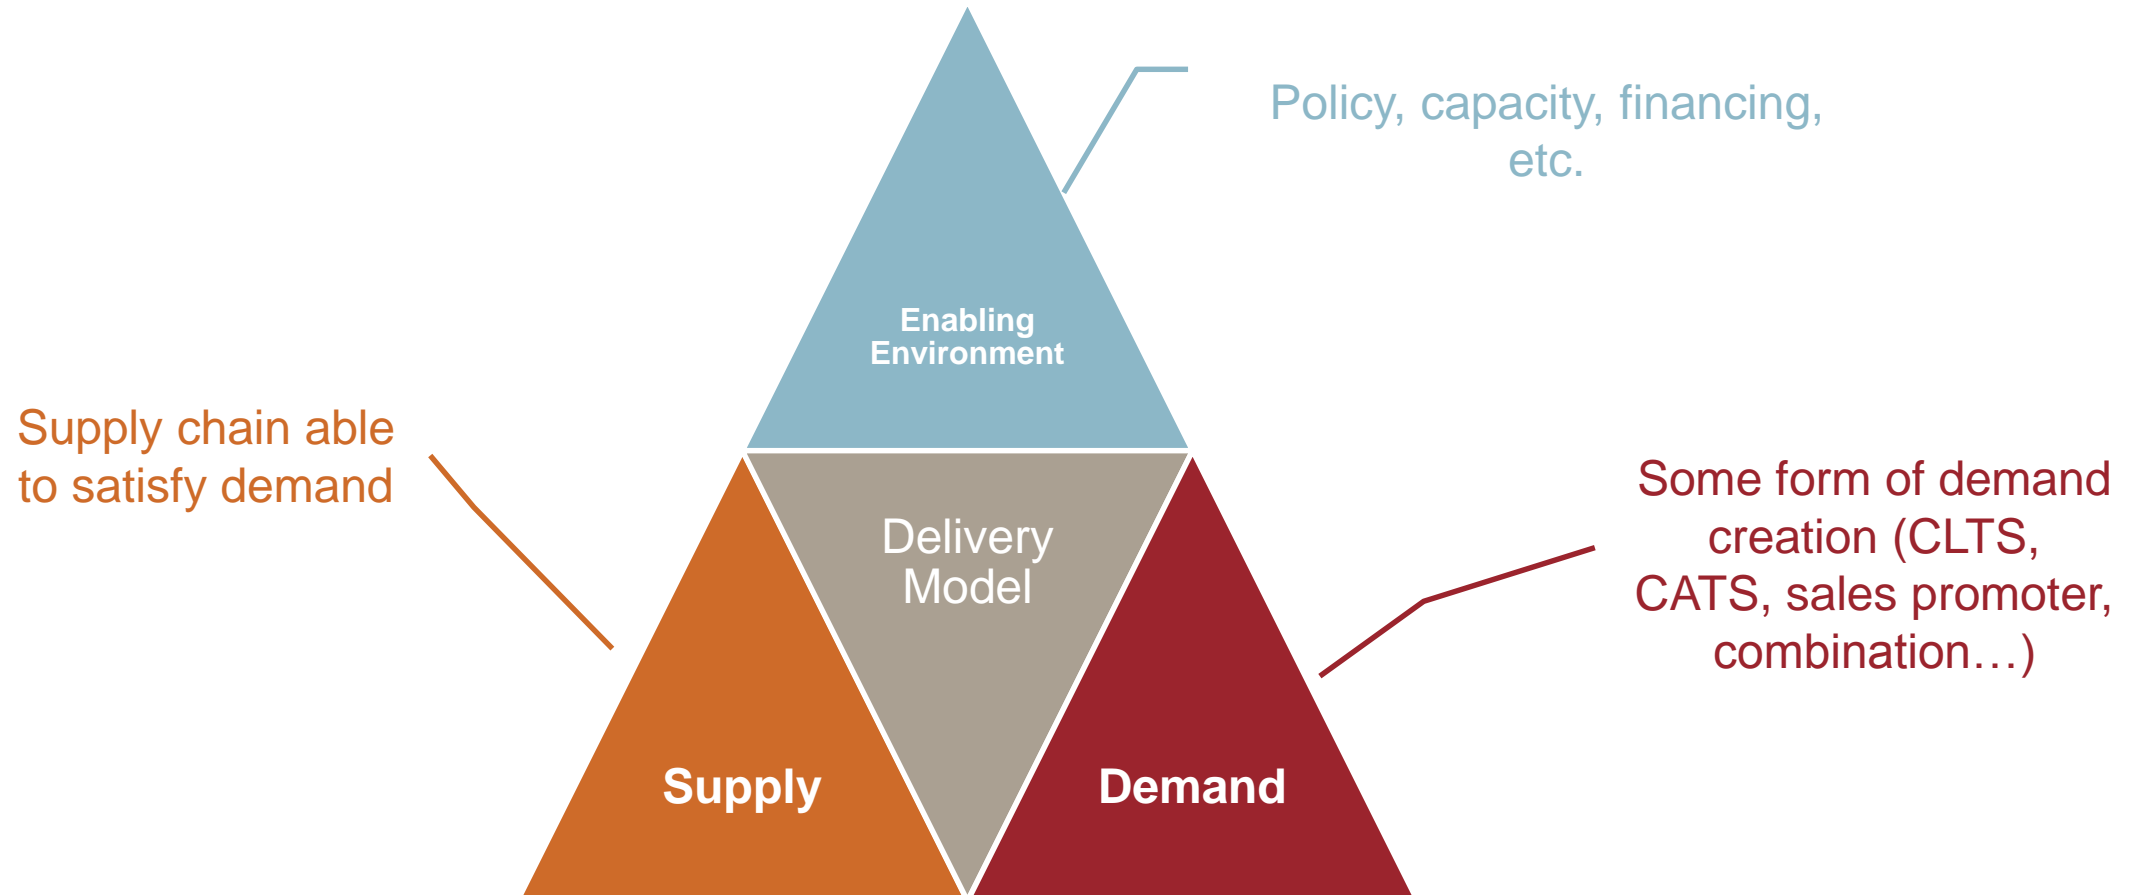 Policy, capacity, financing,
etc.
Enabling
Environment
Supply chain able
to satisfy demand
Delivery
Model
Some form of demand
creation (CLTS,
CATS, sales promoter,
combination…)
Supply
Demand